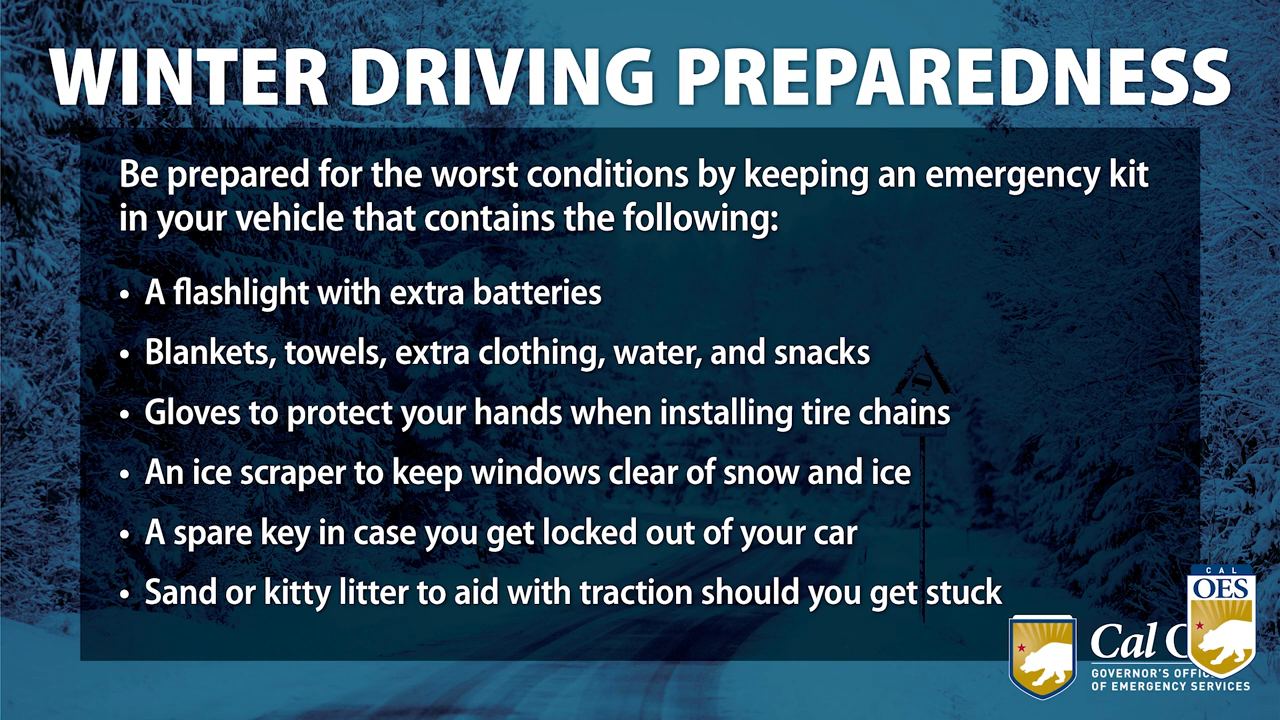 WINTER DRIVING PREPAREDNESS
Be prepared for the worst conditions by keeping an emergency kit
in your vehicle that contains the following:
• A flashlight with extra batteries
• Blankets, towels, extra clothing, water, and snacks
• Gloves to protect your hands when installing tire chains
• An ice scraper to keep windows clear of snow and ice
• A spare key in case you get locked out of your car
• Sand or kitty litter to aid with traction should you get stuck
CAL
OES
Cal
GOVERNOR'S
OF EMERGENCY SERVICES